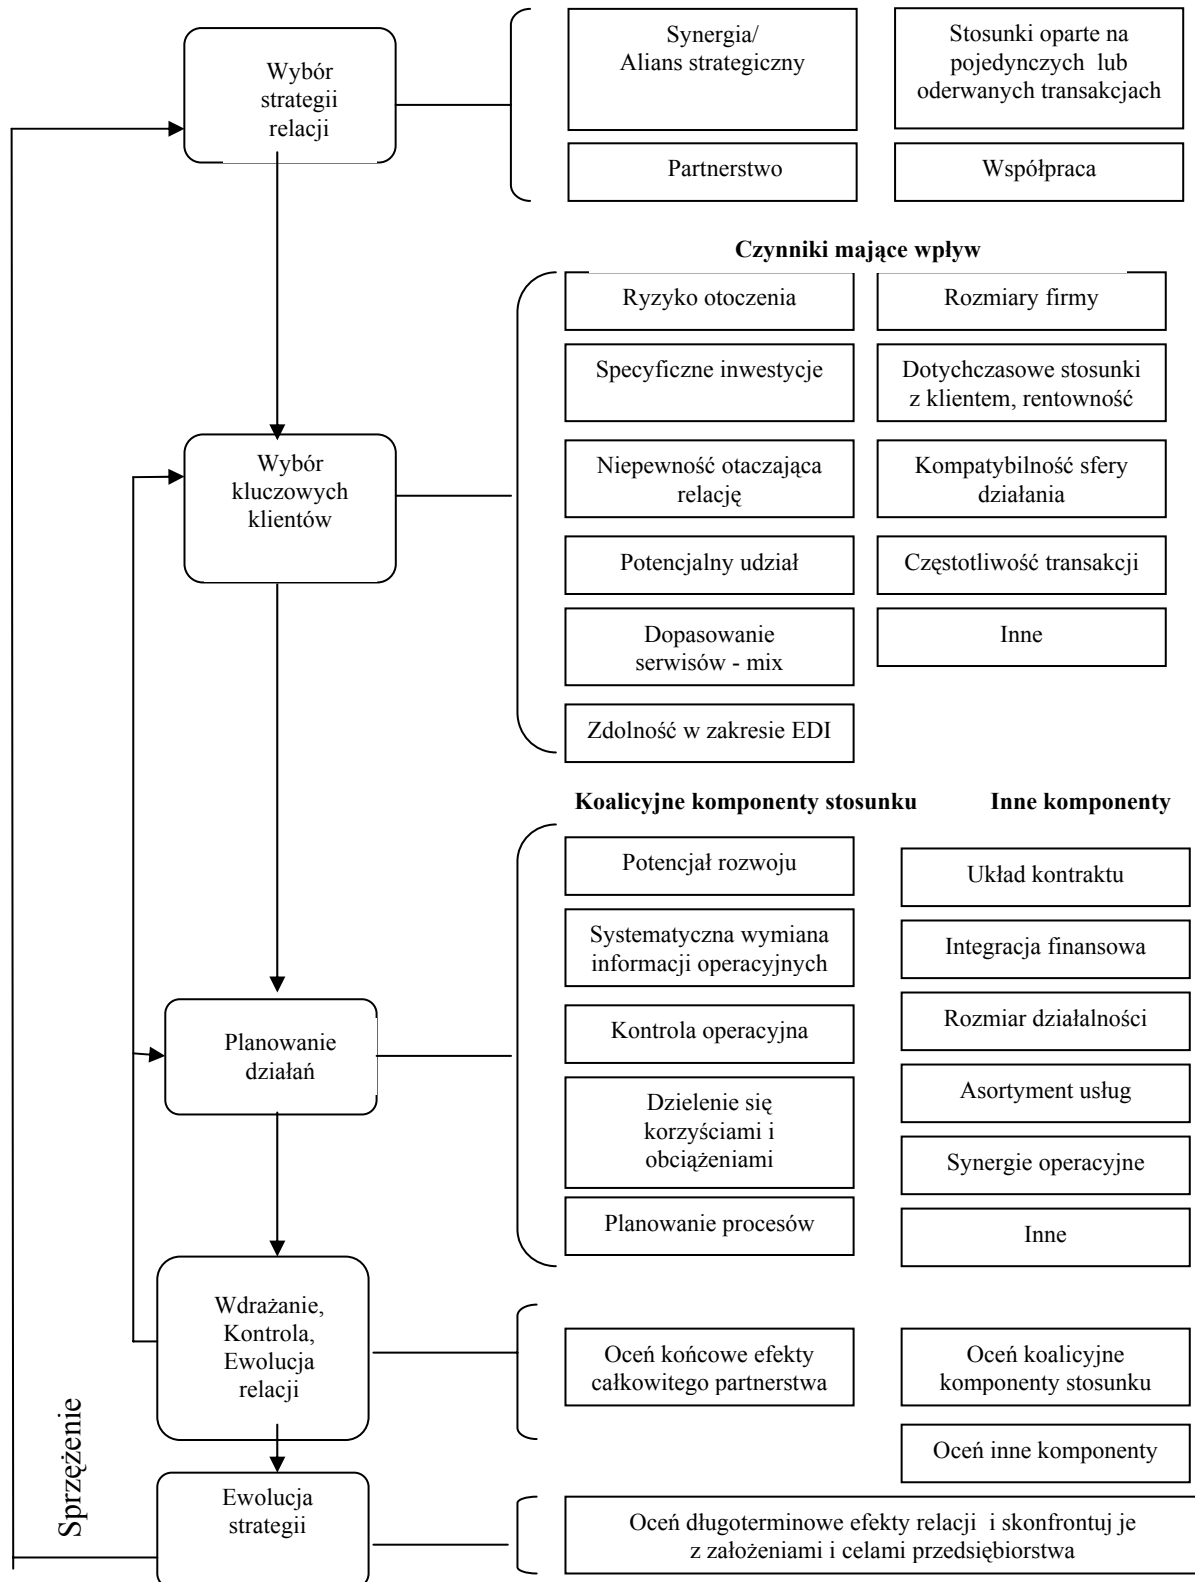 Wybór
strategii
relacji
Synergia/
Alians strategiczny
Stosunki oparte na
pojedynczych lub
oderwanych transakcjach
Partnerstwo
Współpraca
Czynniki mające wpływ
Wybór
kluczowych
klientów
Ryzyko otoczenia
Rozmiary firmy
Specyficzne inwestycje
Dotychczasowe stosunki
z klientem, rentowność
Niepewność otaczająca
relację
Kompatybilność sfery
działania
Potencjalny udział
Częstotliwość transakcji
Dopasowanie
serwisów - mix
Inne
Zdolność w zakresie EDI
Koalicyjne komponenty stosunku
Inne komponenty
Planowanie
działań
Potencjał rozwoju
Układ kontraktu
Systematyczna wymiana
informacji operacyjnych
Integracja finansowa
Kontrola operacyjna
Rozmiar działalności
Dzielenie się
korzyściami i
obciążeniami
Asortyment usług
Synergie operacyjne
Planowanie procesów
Inne
Wdrażanie,
Kontrola,
Ewolucja
relacji
Oceń końcowe efekty
całkowitego partnerstwa
Oceń koalicyjne
komponenty stosunku
Oceń inne komponenty
Sprzężenie
Ewolucja
strategii
Oceń długoterminowe efekty relacji i skonfrontuj je
z założeniami i celami przedsiębiorstwa